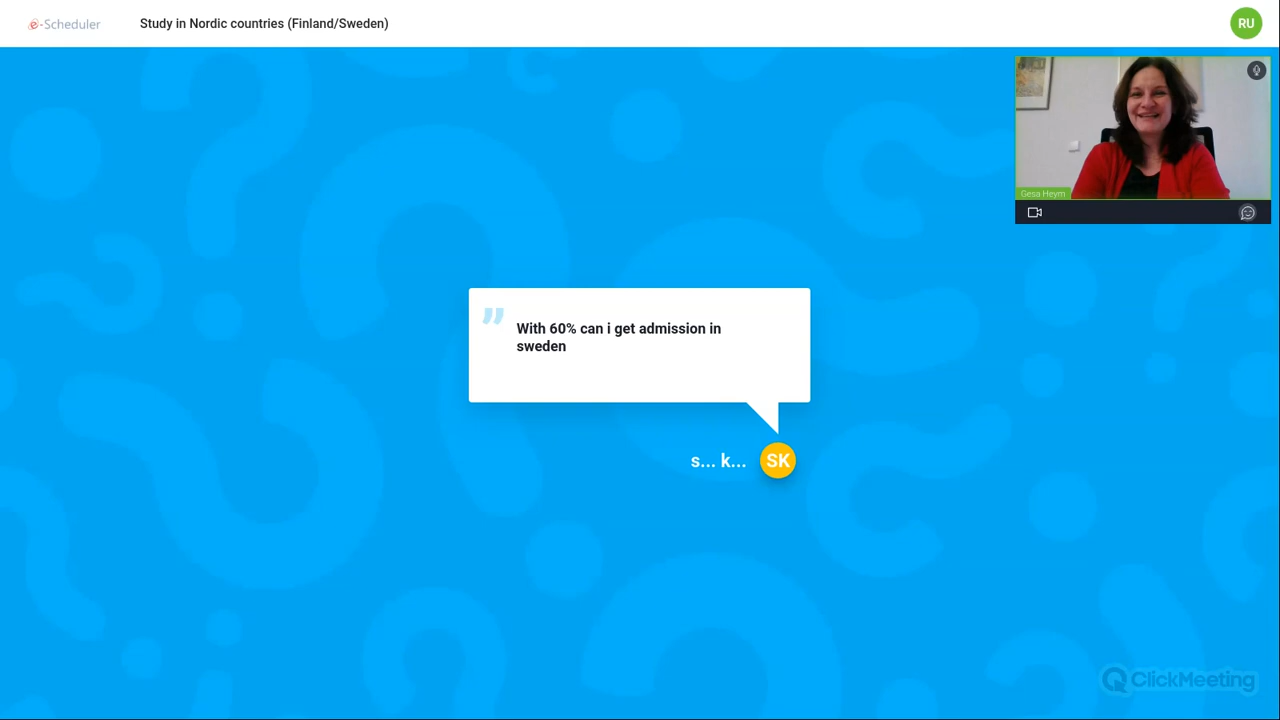 e-Scheduler
Study in Nordic countries (Finland/Sweden)
RU
Gesa Heym
With 60% can i get admission in
sweden
s... k...
SK
ClickMeeting